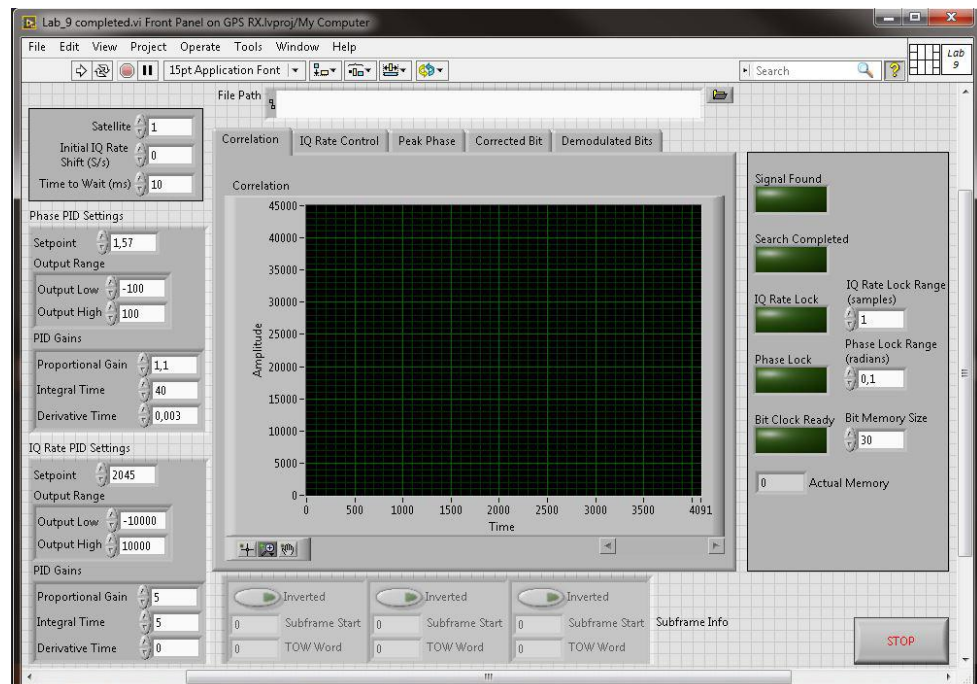 Lab_9 completed.vi Front Panel on GPS RX.lvproj/My Computer
File Edit View Project Operate Tools Window Help
15pt Application Font
Search
Lab
9
File Path
Satellite 1
Initial IQ Rate
Shift (S/s) 0
Time to Wait (ms) 10
Phase PID Settings
Setpoint 1,57
Output Range
Output Low -100
Output High 100
PID Gains
Proportional Gain 1,1
Integral Time 40
Derivative Time 0,003
IQ Rate PID Settings
Setpoint 2045
Output Range
Output Low -10000
Output High 10000
PID Gains
Proportional Gain 5
Integral Time 5
Derivative Time 0
Correlation IQ Rate Control Peak Phase Corrected Bit Demodulated Bits
Correlation
45000
40000
35000
30000
25000
20000
15000
10000
5000
0
Amplitude
0 500 1000 1500 2000 2500 3000 3500 4091
Time
Signal Found
Search Completed
IQ Rate Lock
IQ Rate Lock Range
(samples)
1
Phase Lock
Phase Lock Range
(radians)
0,1
Bit Clock Ready
Bit Memory Size
30
0 Actual Memory
Inverted Inverted Inverted
0 Subframe Start 0 Subframe Start 0 Subframe Start Subframe Info
0 TOW Word 0 TOW Word 0 TOW Word
STOP